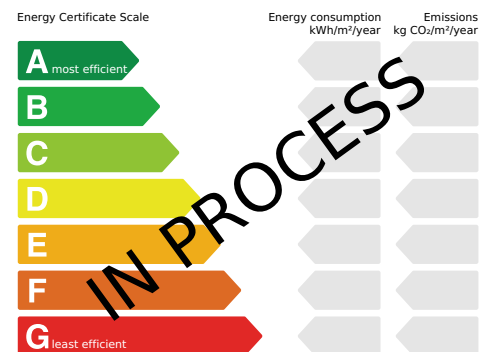 Energy Certificate Scale
Energy consumption
kWh/m²/year
Emissions
kg CO₂/m²/year
A most efficient
B
C
D
E
F
G least efficient
IN PROCESS